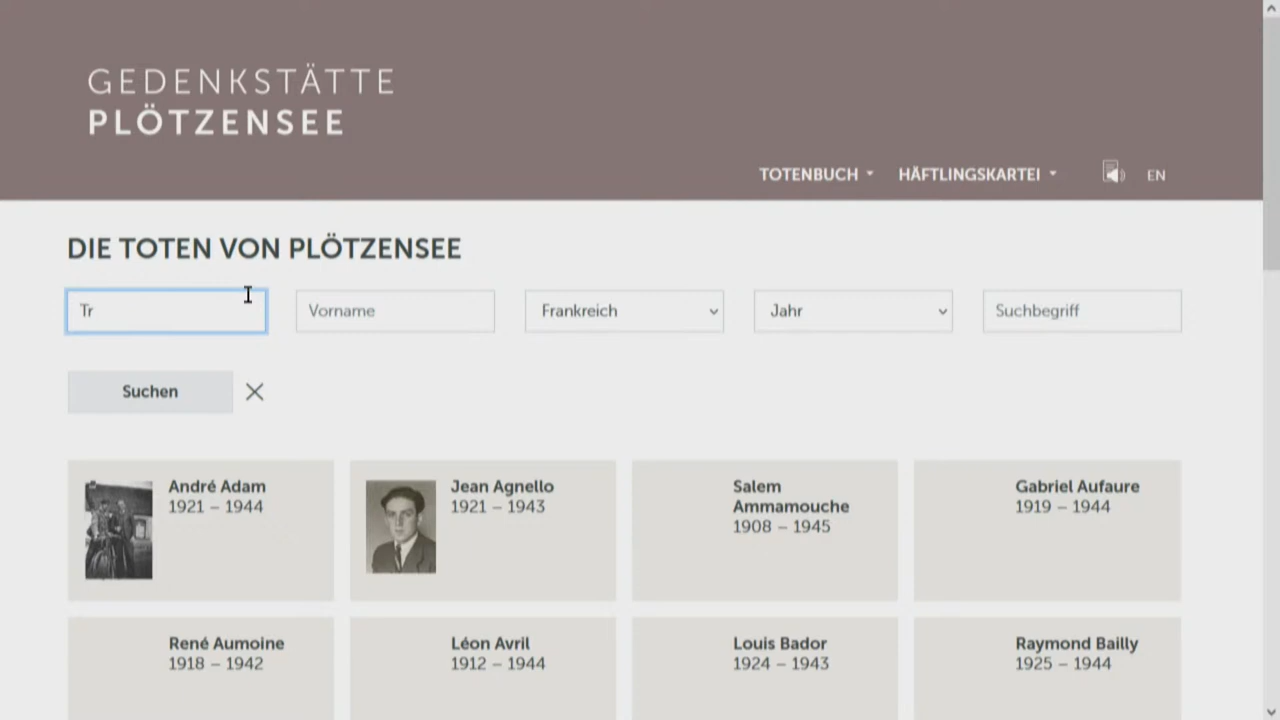 GEDENKSTÄTTE
PLÖTZENSEE
TOTENBUCH HÄFTLINGSKARTEI EN
DIE TOTEN VON PLÖTZENSEE
Tr Vorname Frankreich Jahr Suchbegriff
Suchen
André Adam
1921 – 1944
Jean Agnello
1921 – 1943
Salem
Ammamouche
1908 – 1945
Gabriel Aufaure
1919 – 1944
René Aumoine
1918 – 1942
Léon Avril
1912 – 1944
Louis Bador
1924 – 1943
Raymond Bailly
1925 – 1944